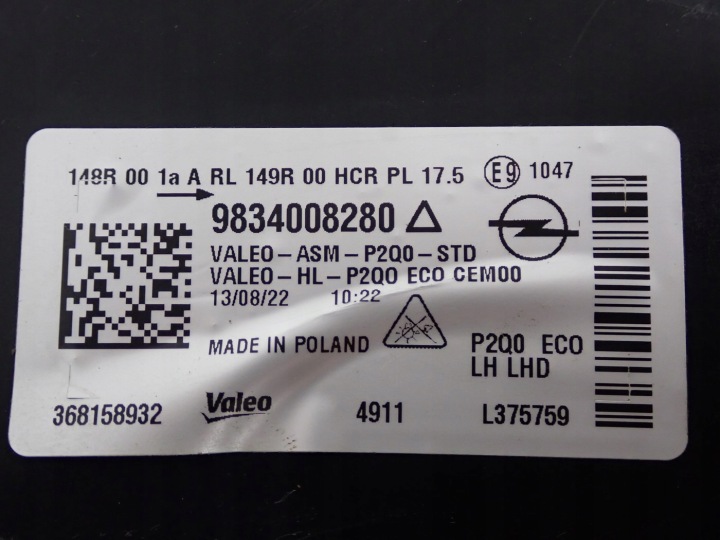 148R 00 1a A RL 149R 00 HCR PL 17.5 E9 1047
9834008280
VALEO-ASM-P2Q0-STD
VALEO-HL-P2Q0 ECO CEM00
13/08/22 10:22
MADE IN POLAND
P2Q0 ECO
LH LHD
368158932 Valeo 4911 L375759